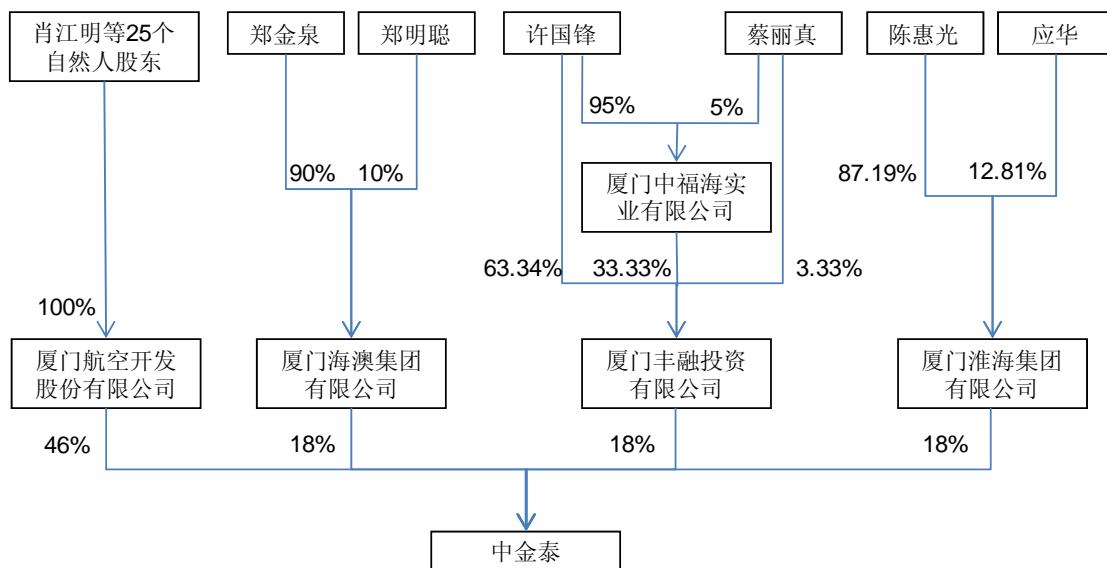 肖江明等25个
自然人股东
郑金泉
郑明聪
许国锋
蔡丽真
陈惠光
应华
95%
5%
90%
10%
厦门中福海实
业有限公司
87.19%
12.81%
63.34%
33.33%
3.33%
100%
厦门航空开发
股份有限公司
厦门海澳集团
有限公司
厦门丰融投资
有限公司
厦门淮海集团
有限公司
46%
18%
18%
18%
中金泰